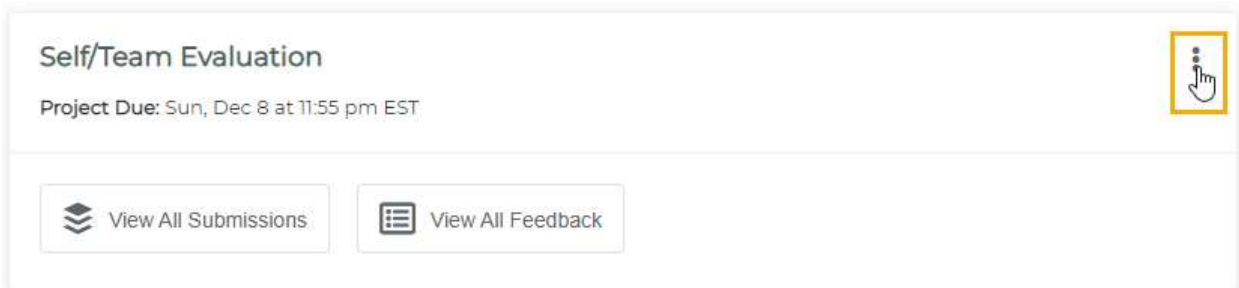 Self/Team Evaluation
Project Due: Sun, Dec 8 at 11:55 pm EST
View All Submissions
View All Feedback